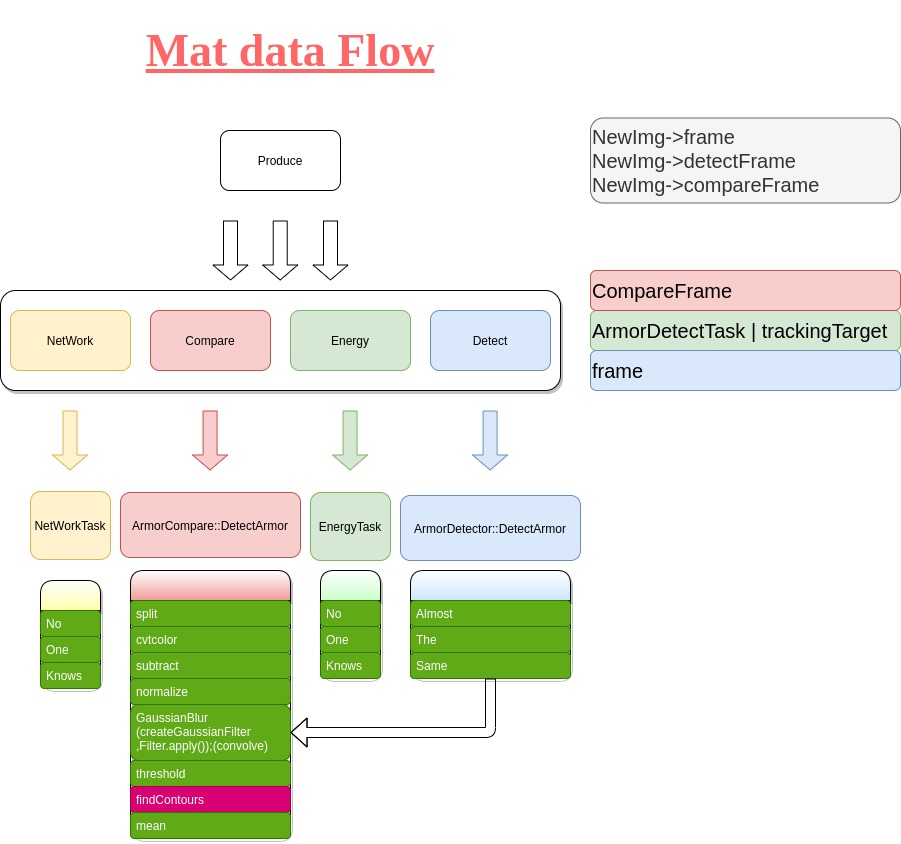 Mat data Flow
Produce
NewImg->frame
NewImg->detectFrame
NewImg->compareFrame
NetWork
Compare
Energy
Detect
CompareFrame
ArmorDetectTask | trackingTarget
frame
NetWorkTask
ArmorCompare::DetectArmor
EnergyTask
ArmorDetector::DetectArmor
No
One
Knows
split
cvtcolor
subtract
normalize
GaussianBlur
(createGaussianFilter
,Filter.apply());(convolve)
threshold
findContours
mean
No
One
Knows
Almost
The
Same